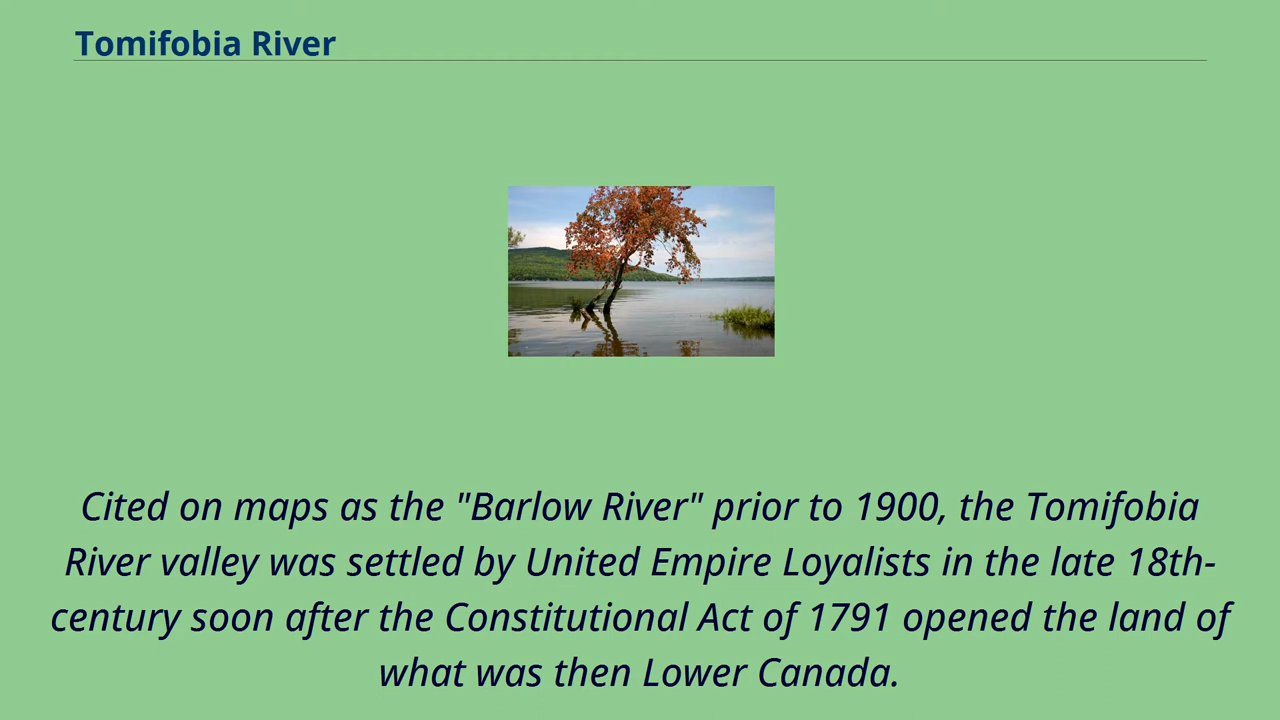 Tomifobia River
Cited on maps as the "Barlow River" prior to 1900, the Tomifobia
River valley was settled by United Empire Loyalists in the late 18th-
century soon after the Constitutional Act of 1791 opened the land of
what was then Lower Canada.